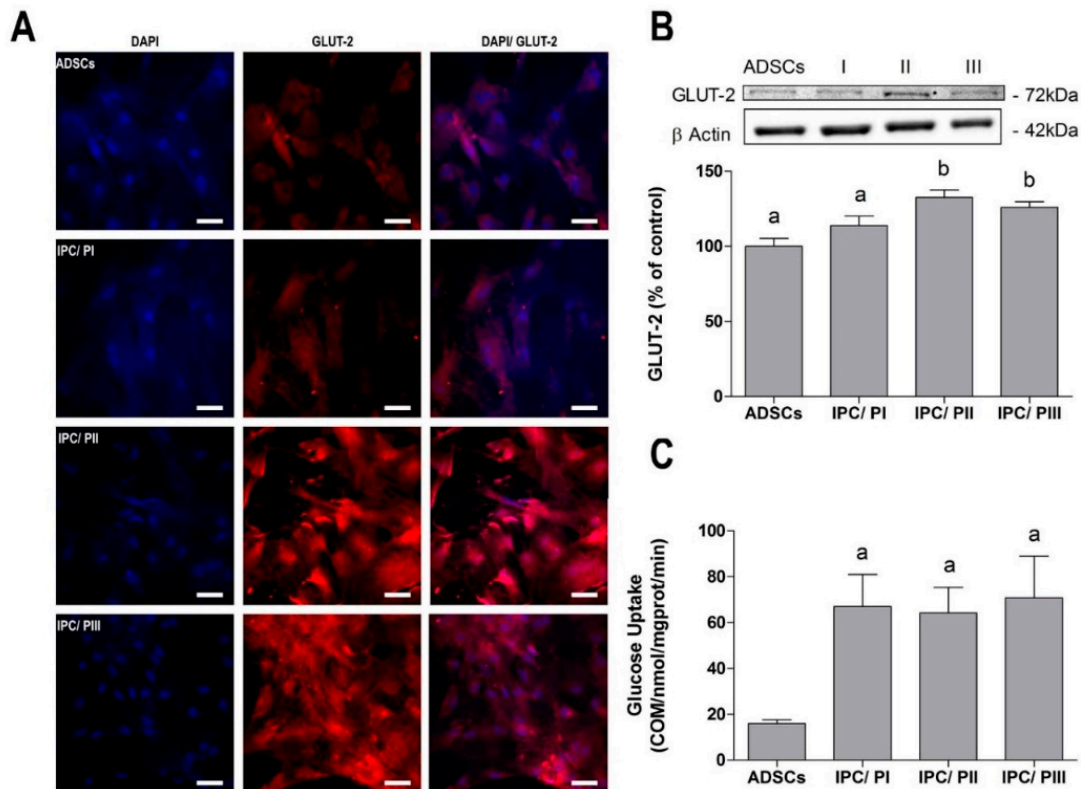 A
DAPI GLUT-2 DAPI/ GLUT-2
ADSCs
IPC/ PI
IPC/ PII
IPC/ PIII
B
ADSCs I II III
GLUT-2 - 72kDa
β Actin - 42kDa
GLUT-2 (% of control)
150
100
50
0
a a b b
ADSCs IPC/ PI IPC/ PII IPC/ PIII
C
Glucose Uptake
(COM/nmol/mgprot/min)
100
80
60
40
20
0
a a a
ADSCs IPC/ PI IPC/ PII IPC/ PIII